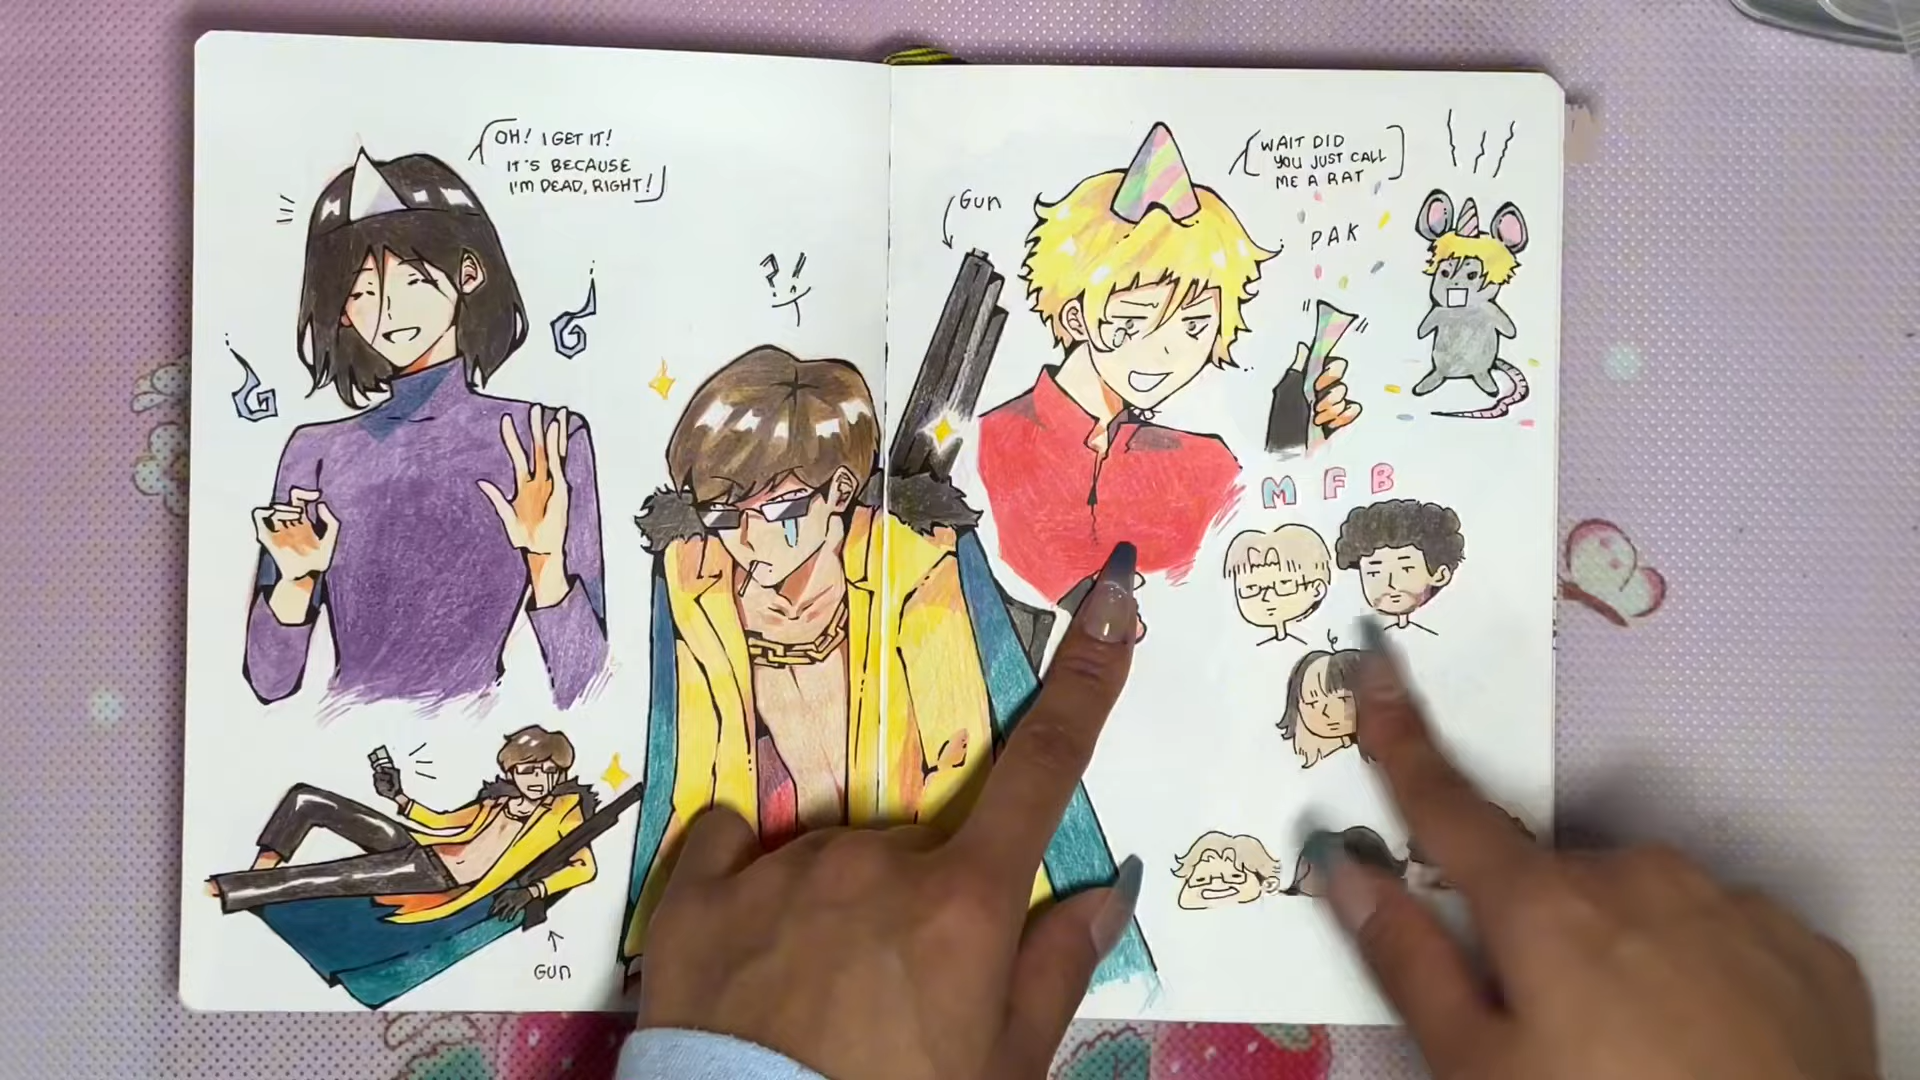 OH! I GET IT!
IT'S BECAUSE
I'M DEAD, RIGHT!
?!!
GUN
Gun
WAIT DID
YOU JUST CALL
ME A RAT
PAK
M F B